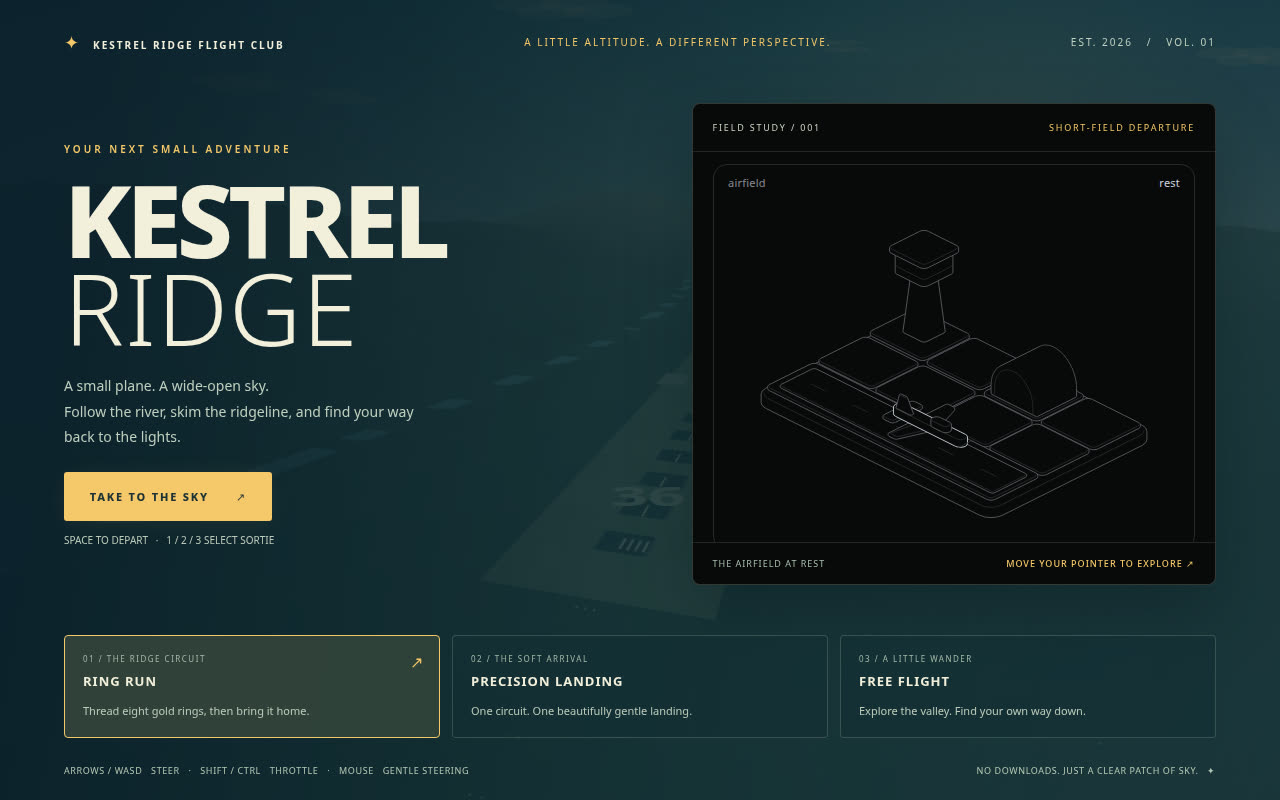 ✦ KESTREL RIDGE FLIGHT CLUB
A LITTLE ALTITUDE. A DIFFERENT PERSPECTIVE.
EST. 2026 / VOL. 01
YOUR NEXT SMALL ADVENTURE
KESTREL
RIDGE
A small plane. A wide-open sky.
Follow the river, skim the ridgeline, and find your way
back to the lights.
TAKE TO THE SKY ↗
SPACE TO DEPART · 1 / 2 / 3 SELECT SORTIE
36
FIELD STUDY / 001
SHORT-FIELD DEPARTURE
airfield
rest
THE AIRFIELD AT REST
MOVE YOUR POINTER TO EXPLORE ↗
01 / THE RIDGE CIRCUIT ↗
RING RUN
Thread eight gold rings, then bring it home.
02 / THE SOFT ARRIVAL
PRECISION LANDING
One circuit. One beautifully gentle landing.
03 / A LITTLE WANDER
FREE FLIGHT
Explore the valley. Find your own way down.
ARROWS / WASD STEER · SHIFT / CTRL THROTTLE · MOUSE GENTLE STEERING
NO DOWNLOADS. JUST A CLEAR PATCH OF SKY. ✦